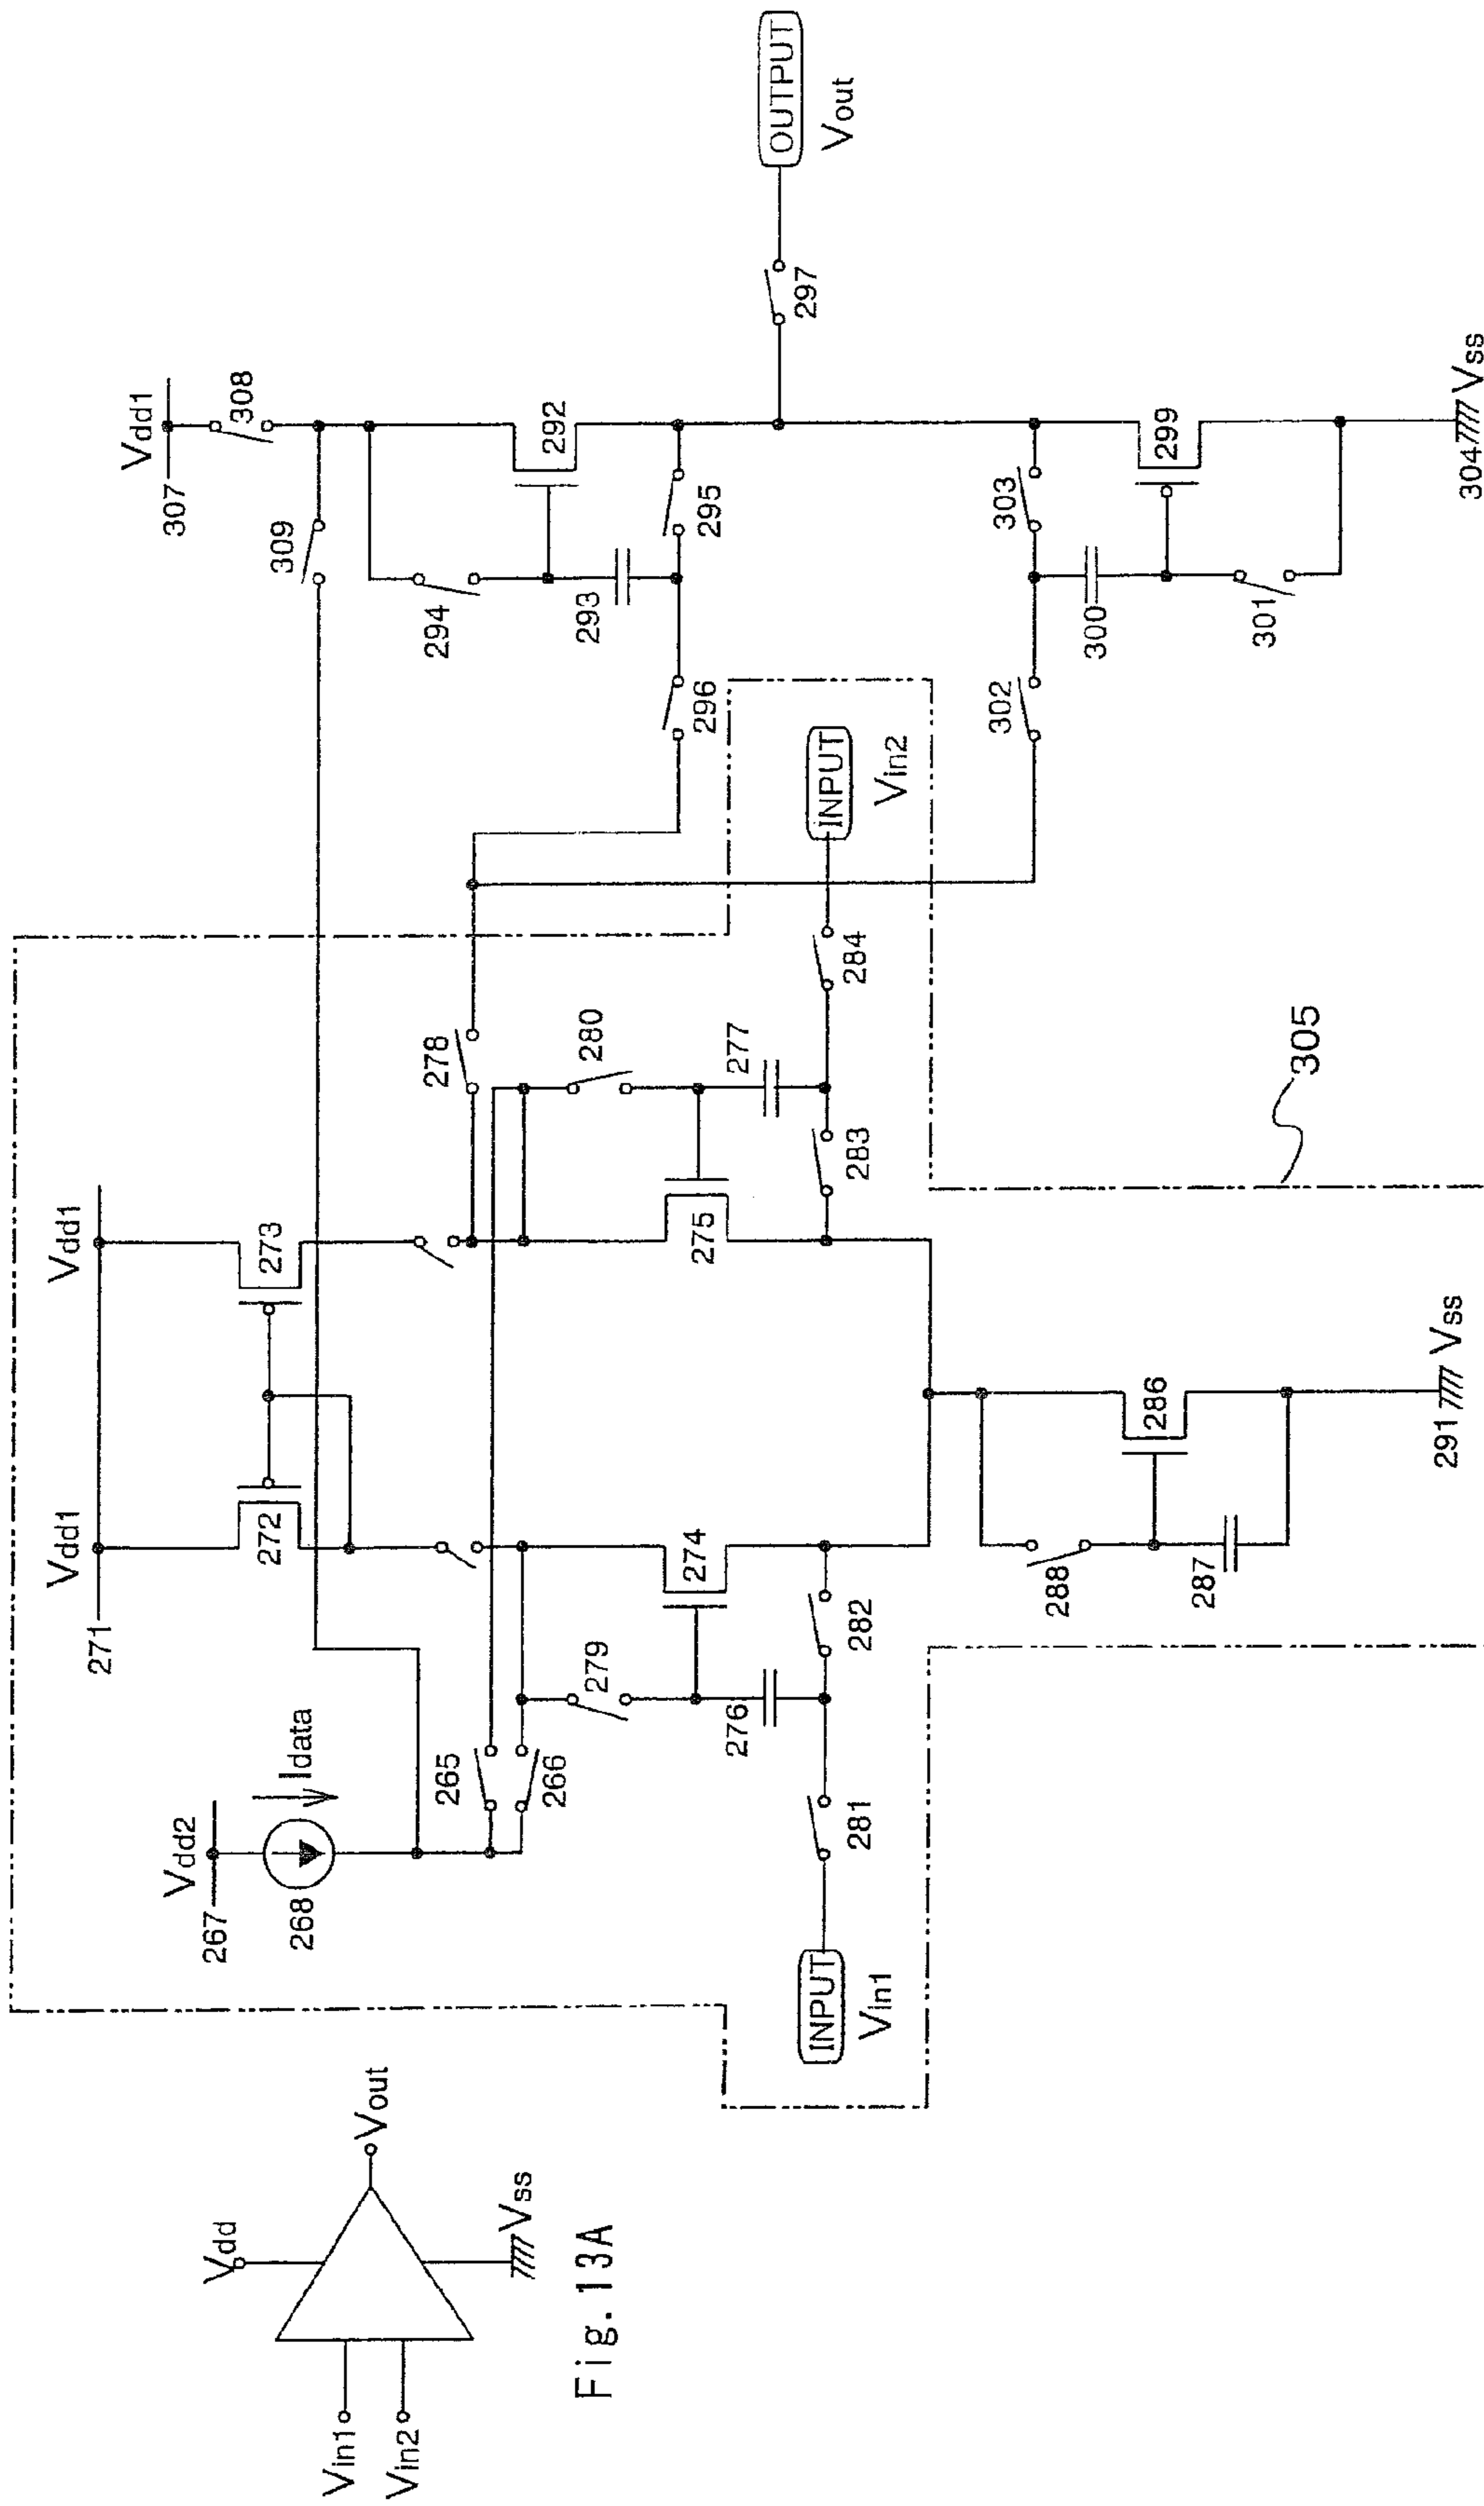 Vdd
Vin1
Vin2
Vout
Vss
Fig. 13A
Vdd2
267
268
Idata
265
266
271
Vdd1
Vdd1
272
273
309
Vdd1
307
308
278
279
280
294
292
293
295
296
274
275
276
277
281
282
283
284
INPUT
Vin1
INPUT
Vin2
297
OUTPUT
Vout
302
303
300
299
301
304
Vss
288
286
287
291
Vss
305